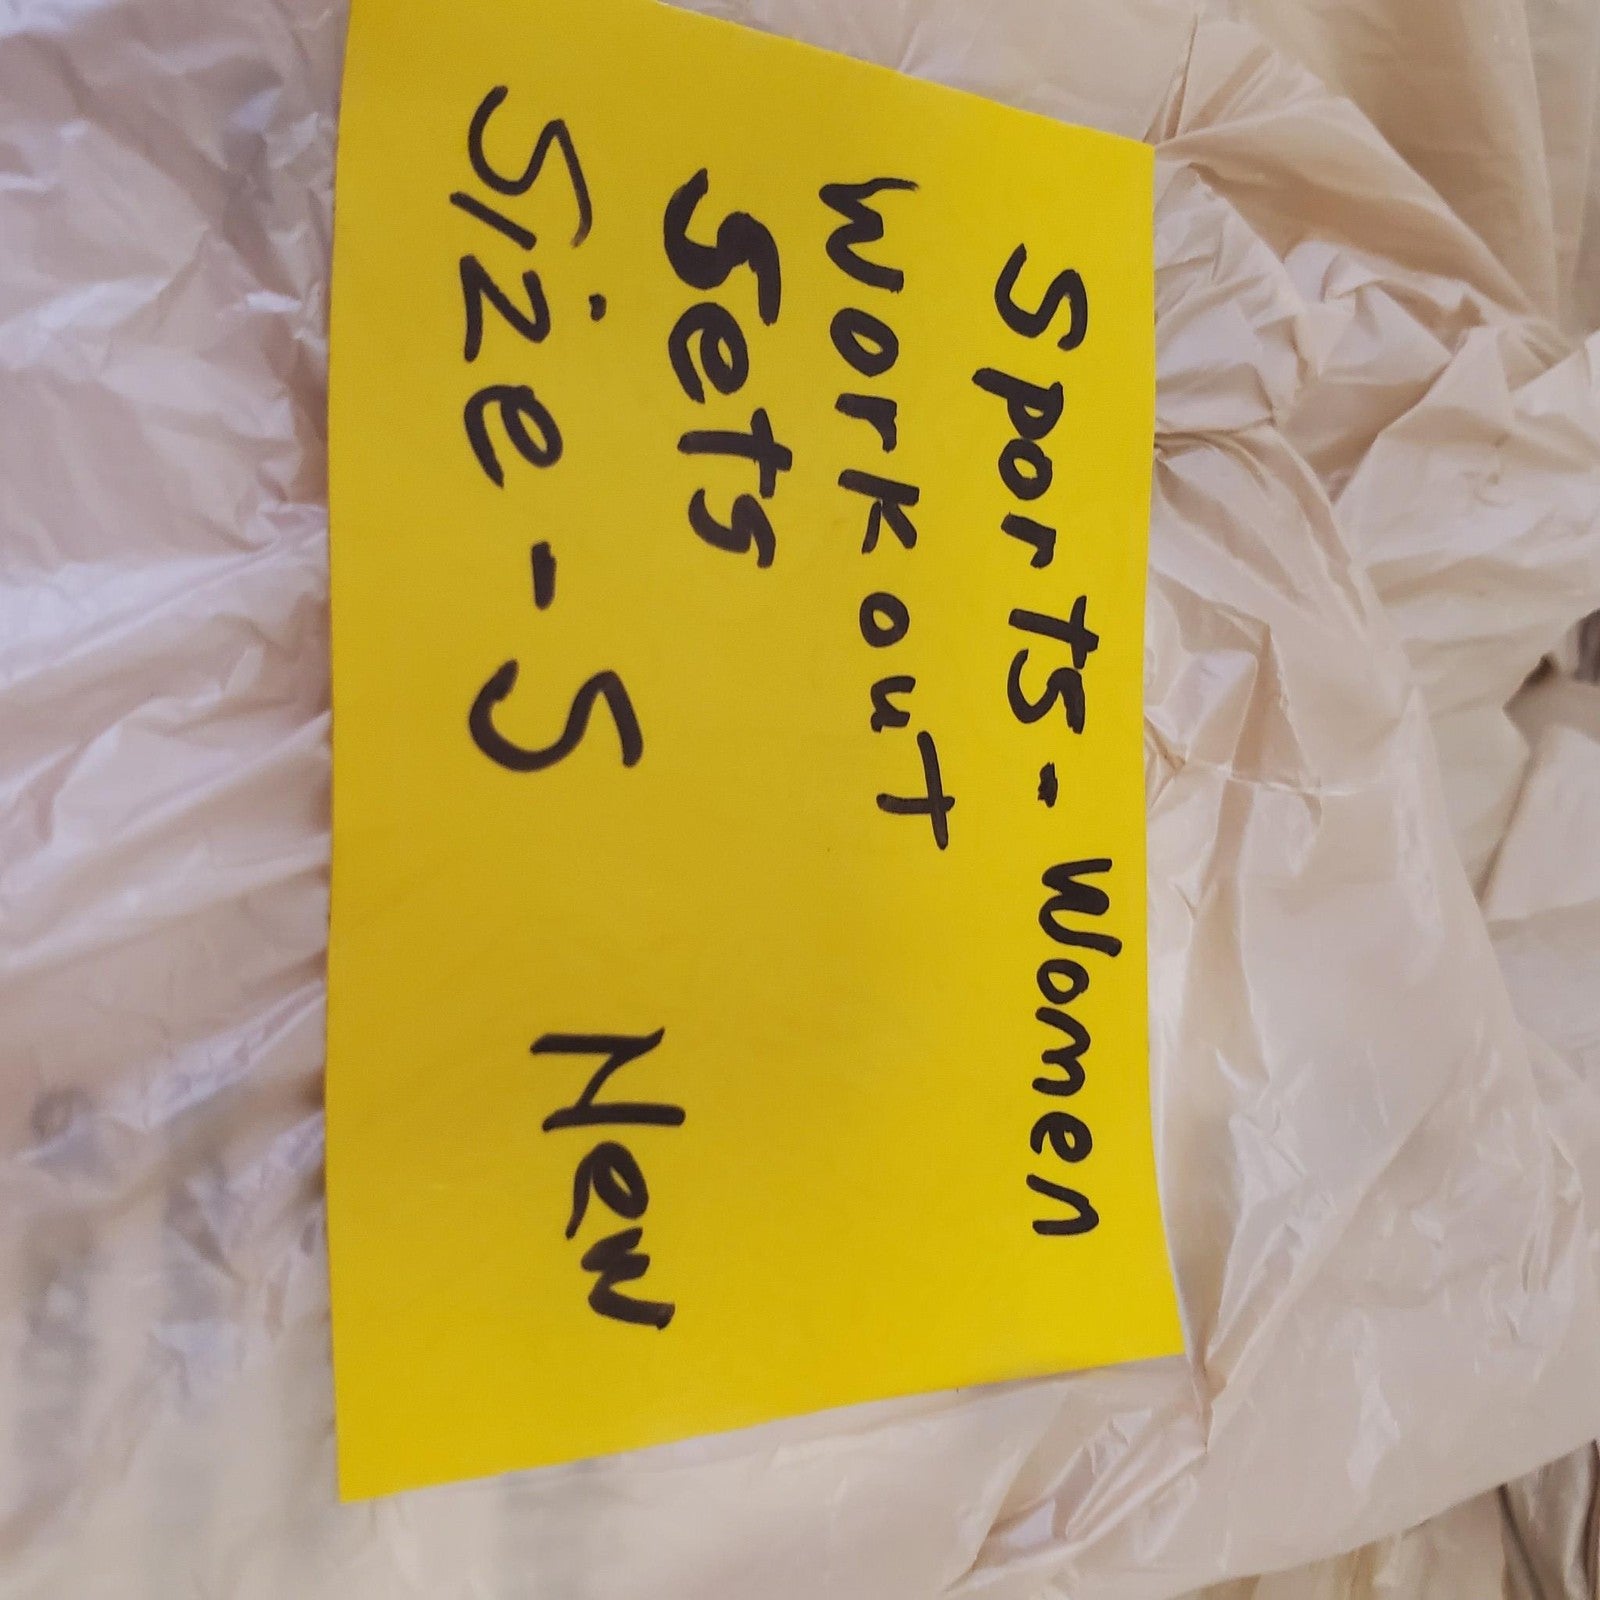 Sports - Women
Workout
Sets
Size - S New